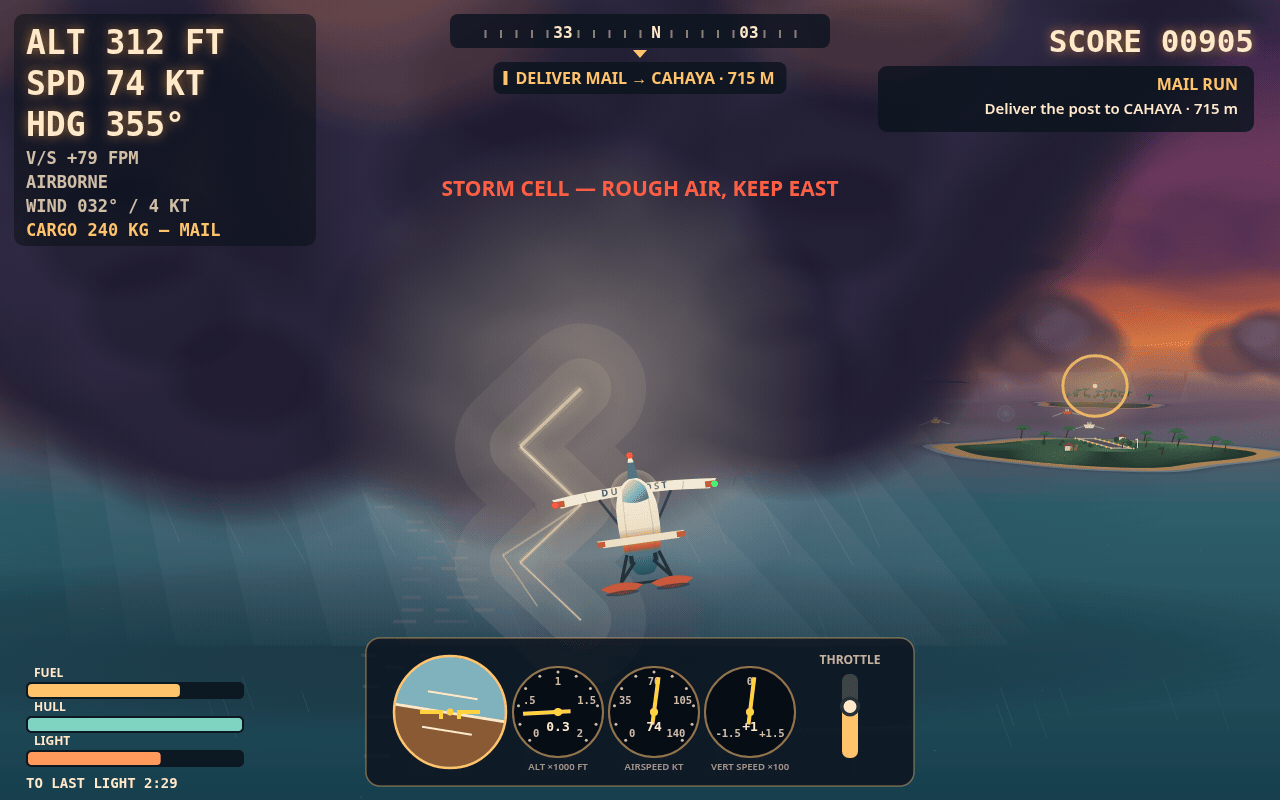 ALT 312 FT
SPD 74 KT
HDG 355°
V/S +79 FPM
AIRBORNE
WIND 032° / 4 KT
CARGO 240 KG — MAIL
33 N 03
DELIVER MAIL → CAHAYA · 715 M
SCORE 00905
MAIL RUN
Deliver the post to CAHAYA · 715 m
STORM CELL — ROUGH AIR, KEEP EAST
FUEL
HULL
LIGHT
TO LAST LIGHT 2:29
0 .5 1 1.5 2
0.3
ALT ×1000 FT
0 35 70 105 140
74
AIRSPEED KT
-1.5 0 +1.5
+1
VERT SPEED ×100
THROTTLE